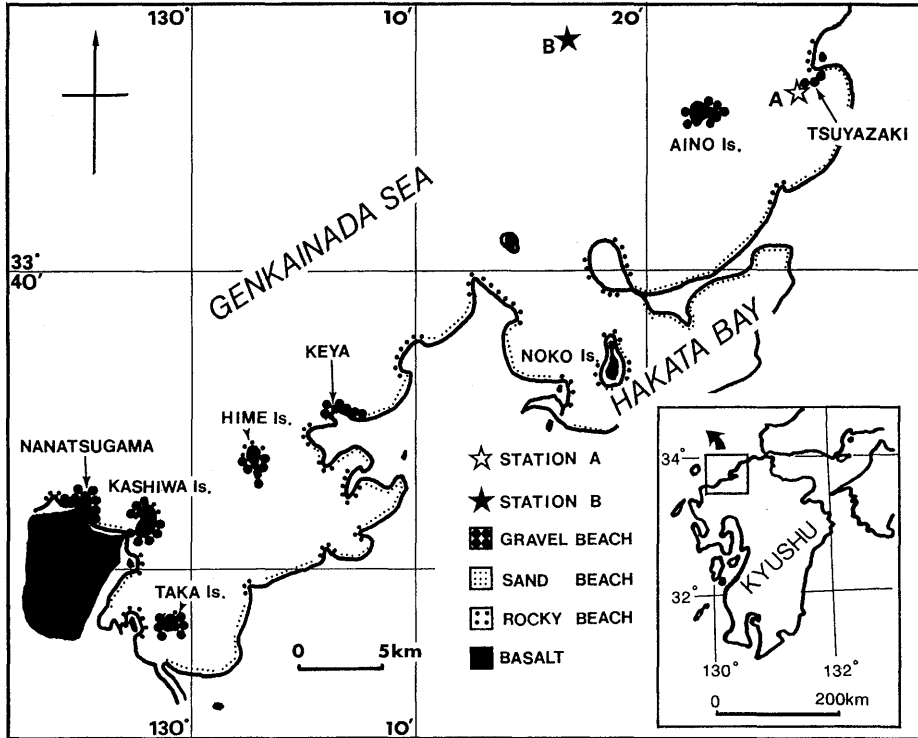 130°
10'
20'
B
A
TSUYAZAKI
AINO Is.
GENKAINADA SEA
33°
40'
HAKATA BAY
NOKO Is.
KEYA
HIME Is.
NANATSUGAMA
KASHIWA Is.
TAKA Is.
STATION A
STATION B
GRAVEL BEACH
SAND BEACH
ROCKY BEACH
BASALT
0 5km
130°
10'
34°
32°
KYUSHU
130°
132°
0 200km